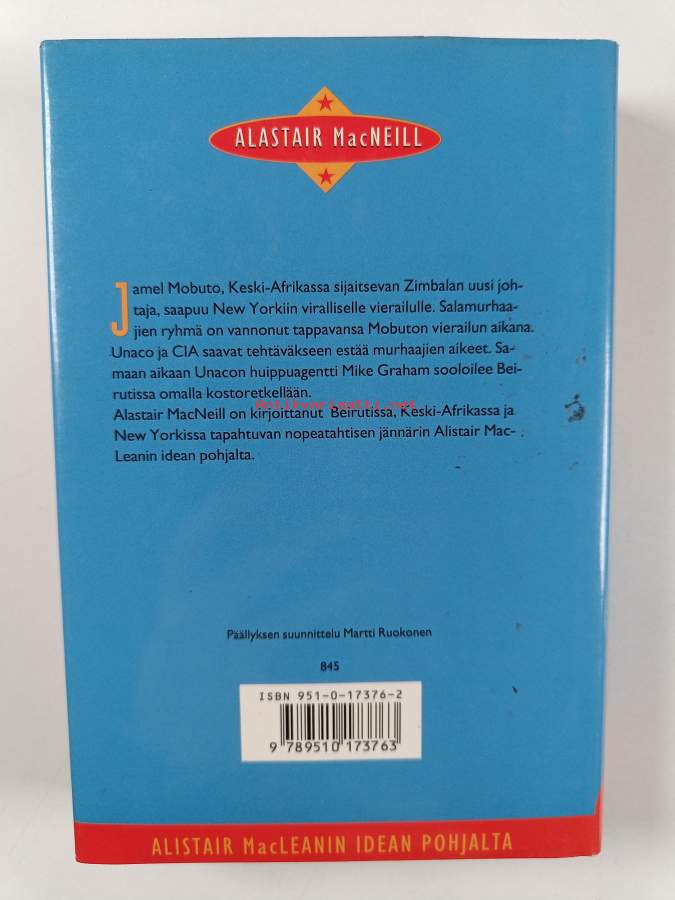 ALASTAIR MacNEILL
Jamel Mobuto, Keski-Afrikassa sijaitsevan Zimbalan uusi joh-
taja, saapuu New Yorkiin viralliselle vierailulle. Salamurhaa-
jien ryhmä on vannonut tappavansa Mobuton vierailun aikana.
Unaco ja CIA saavat tehtäväkseen estää murhaajien aikeet. Sa-
maan aikaan Unacon huippuagentti Mike Graham sooloilee Bei-
rutissa omalla kostoretkellään.
Antikvariaatti.net
Alastair MacNeill on kirjoittanut Beirutissa, Keski-Afrikassa ja
New Yorkissa tapahtuvan nopeatahtisen jännärin Alistair Mac-
Leanin idean pohjalta.
Päällyksen suunnittelu Martti Ruokonen
845
ISBN 951-0-17376-2
9 789510 173763
ALISTAIR MacLEANIN IDEAN POHJALTA